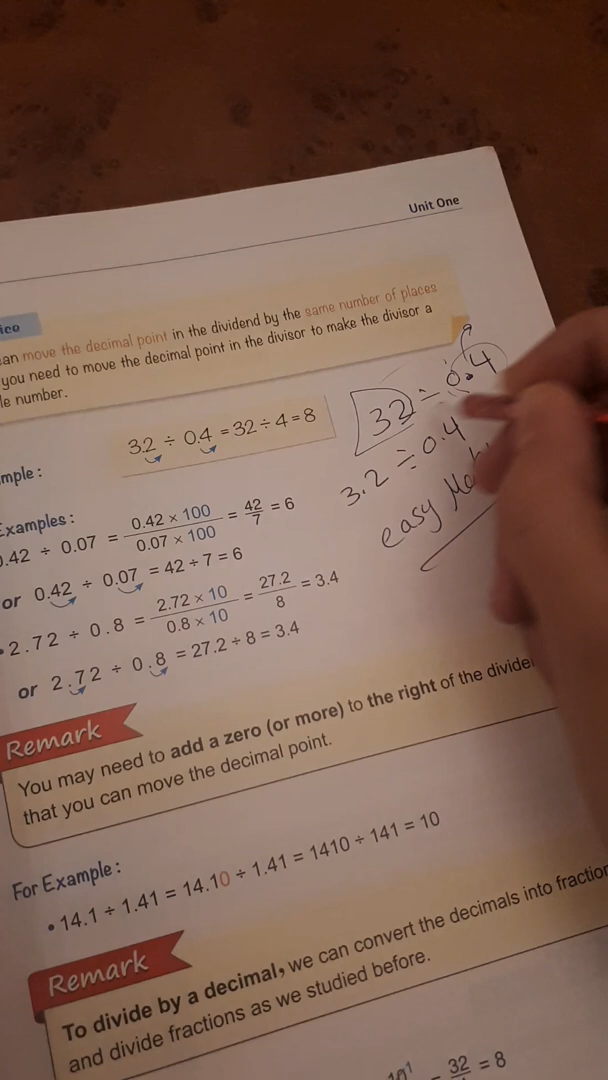 Unit One
move the decimal point in the dividend by the same number of places
you need to move the decimal point in the divisor to make the divisor a
number.
3.2 ÷ 0.4 = 32 ÷ 4 = 8
32 ÷ 0.4
3.2 ÷ 0.4
easy
Examples:
0.42 ÷ 0.07 = 0.42 × 100 / 0.07 × 100 = 42/7 = 6
or 0.42 ÷ 0.07 = 42 ÷ 7 = 6
• 2.72 ÷ 0.8 = 2.72 × 10 / 0.8 × 10 = 27.2/8 = 3.4
or 2.72 ÷ 0.8 = 27.2 ÷ 8 = 3.4
Remark
You may need to add a zero (or more) to the right of the
that you can move the decimal point.
For Example:
• 14.1 ÷ 1.41 = 14.10 ÷ 1.41 = 1410 ÷ 141 = 10
Remark
To divide by a decimal, we can convert the decimals into
and divide fractions as we studied before.
= 8